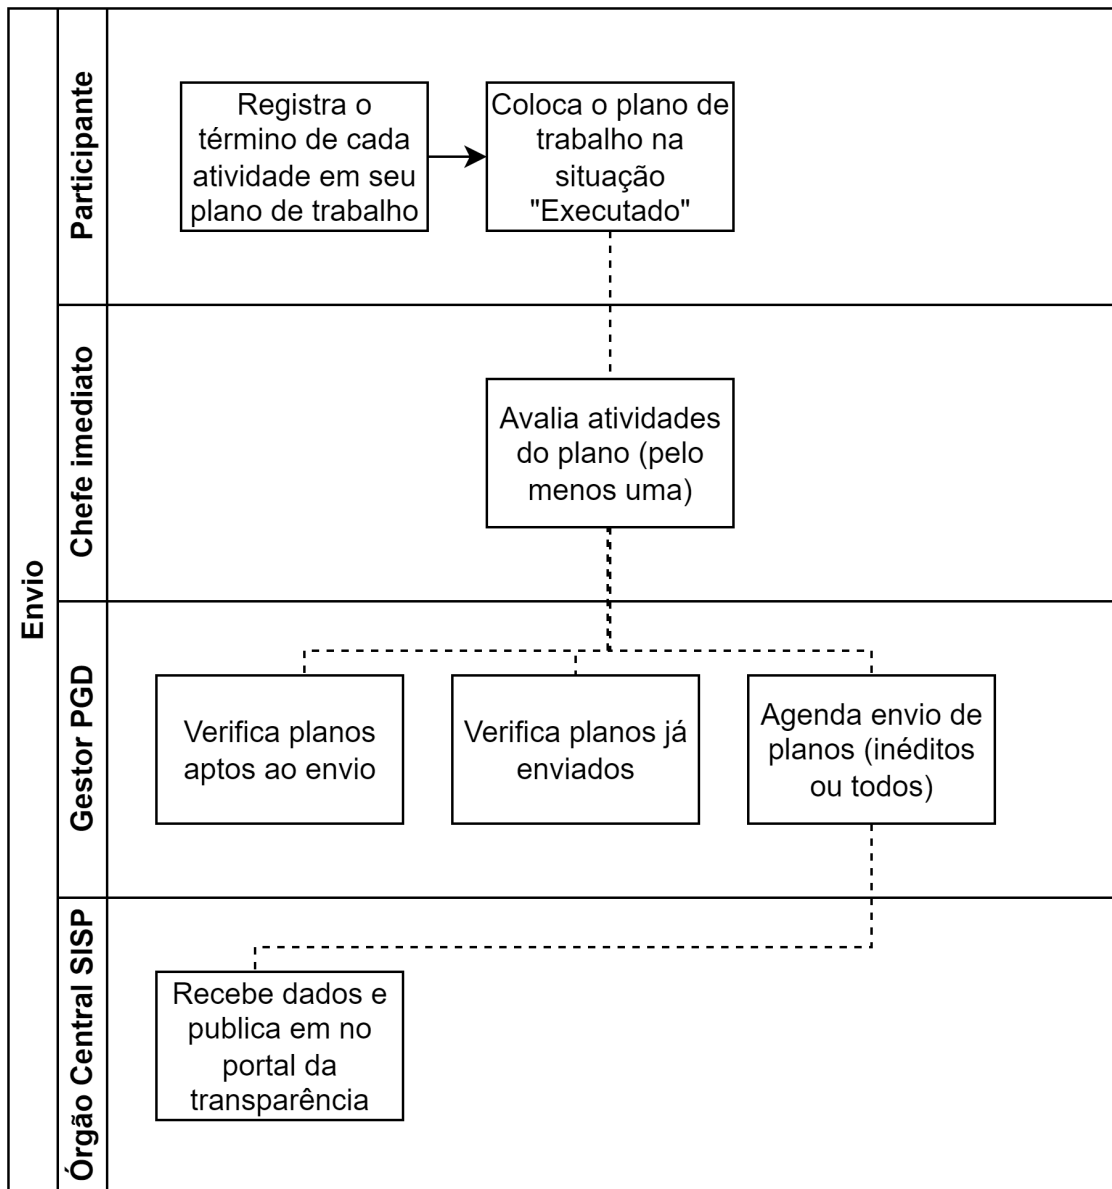 Envio
Participante
Registra o
término de cada
atividade em seu
plano de trabalho
Coloca o plano de
trabalho na
situação
"Executado"
Chefe imediato
Avalia atividades
do plano (pelo
menos uma)
Gestor PGD
Verifica planos
aptos ao envio
Verifica planos já
enviados
Agenda envio de
planos (inéditos
ou todos)
Órgão Central SISP
Recebe dados e
publica em no
portal da
transparência